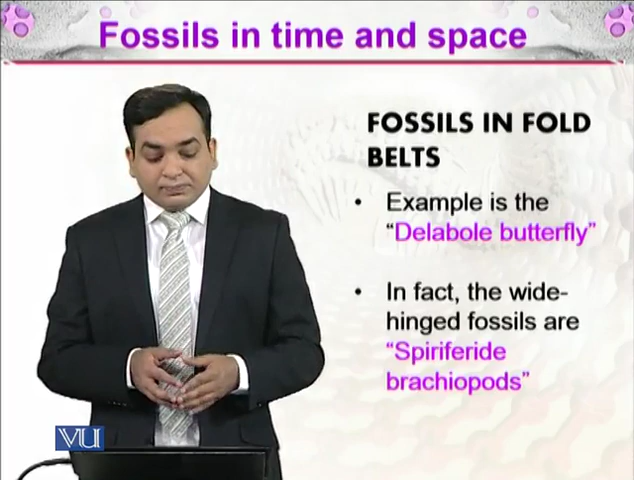 Fossils in time and space
FOSSILS IN FOLD
BELTS
• Example is the
“Delabole butterfly”
• In fact, the wide-
hinged fossils are
“Spiriferide
brachiopods”
VU